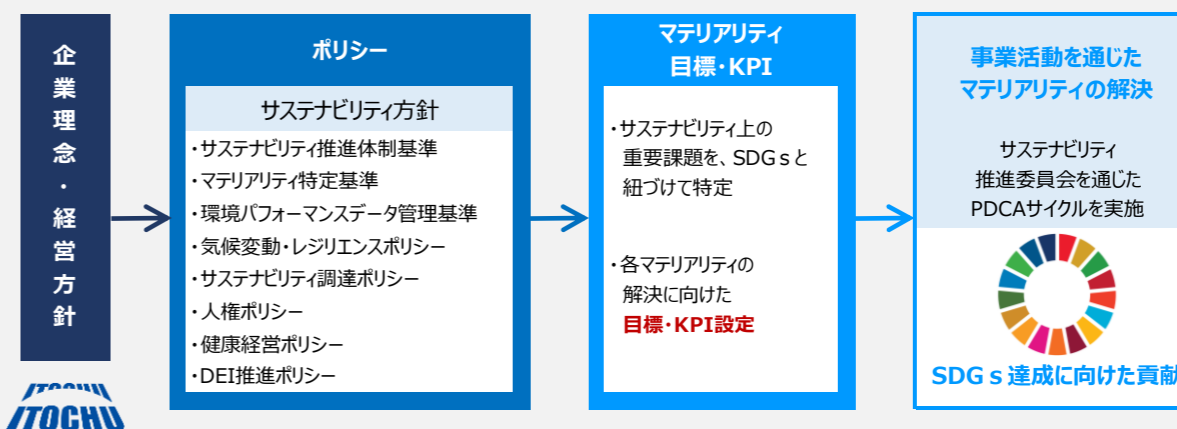 企業理念・経営方針
ポリシー
サステナビリティ方針
・サステナビリティ推進体制基準
・マテリアリティ特定基準
・環境パフォーマンスデータ管理基準
・気候変動・レジリエンスポリシー
・サステナビリティ調達ポリシー
・人権ポリシー
・健康経営ポリシー
・DEI推進ポリシー
マテリアリティ
目標・KPI
・サステナビリティ上の
重要課題を、SDGｓと
紐づけて特定
・各マテリアリティの
解決に向けた
目標・KPI設定
事業活動を通じた
マテリアリティの解決
サステナビリティ
推進委員会を通じた
PDCAサイクルを実施
SDGｓ達成に向けた貢献
ITOCHU
ITOCHU